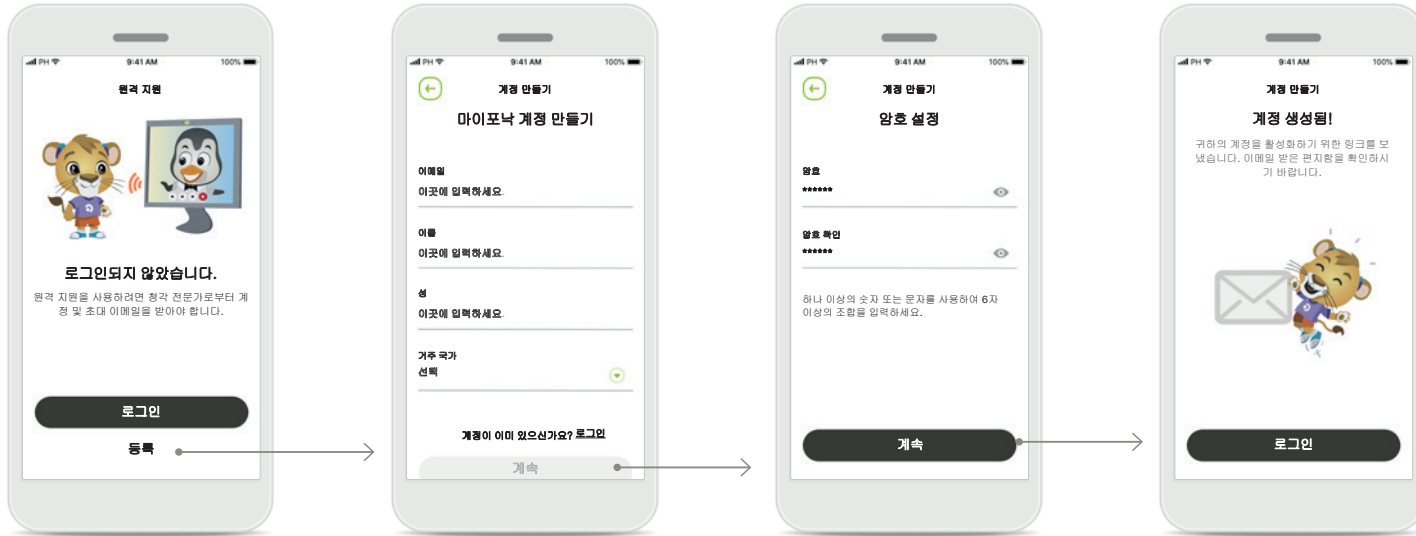 PH 9:41 AM 100%
원격 지원
로그인되지 않았습니다.
원격 지원을 사용하려면 청각 전문가로부터 계
정 및 초대 이메일을 받아야 합니다.
로그인
등록
PH 9:41 AM 100%
계정 만들기
마이포낙 계정 만들기
이메일
이곳에 입력하세요.
이름
이곳에 입력하세요.
성
이곳에 입력하세요.
거주 국가
선택
계정이 이미 있으신가요? 로그인
계속
PH 9:41 AM 100%
계정 만들기
암호 설정
암호
******
암호 확인
******
하나 이상의 숫자 또는 문자를 사용하여 6자
이상의 조합을 입력하세요.
계속
PH 9:41 AM 100%
계정 만들기
계정 생성됨!
귀하의 계정을 활성화하기 위한 링크를 보
냈습니다. 이메일 받은 편지함을 확인하시
기 바랍니다.
로그인